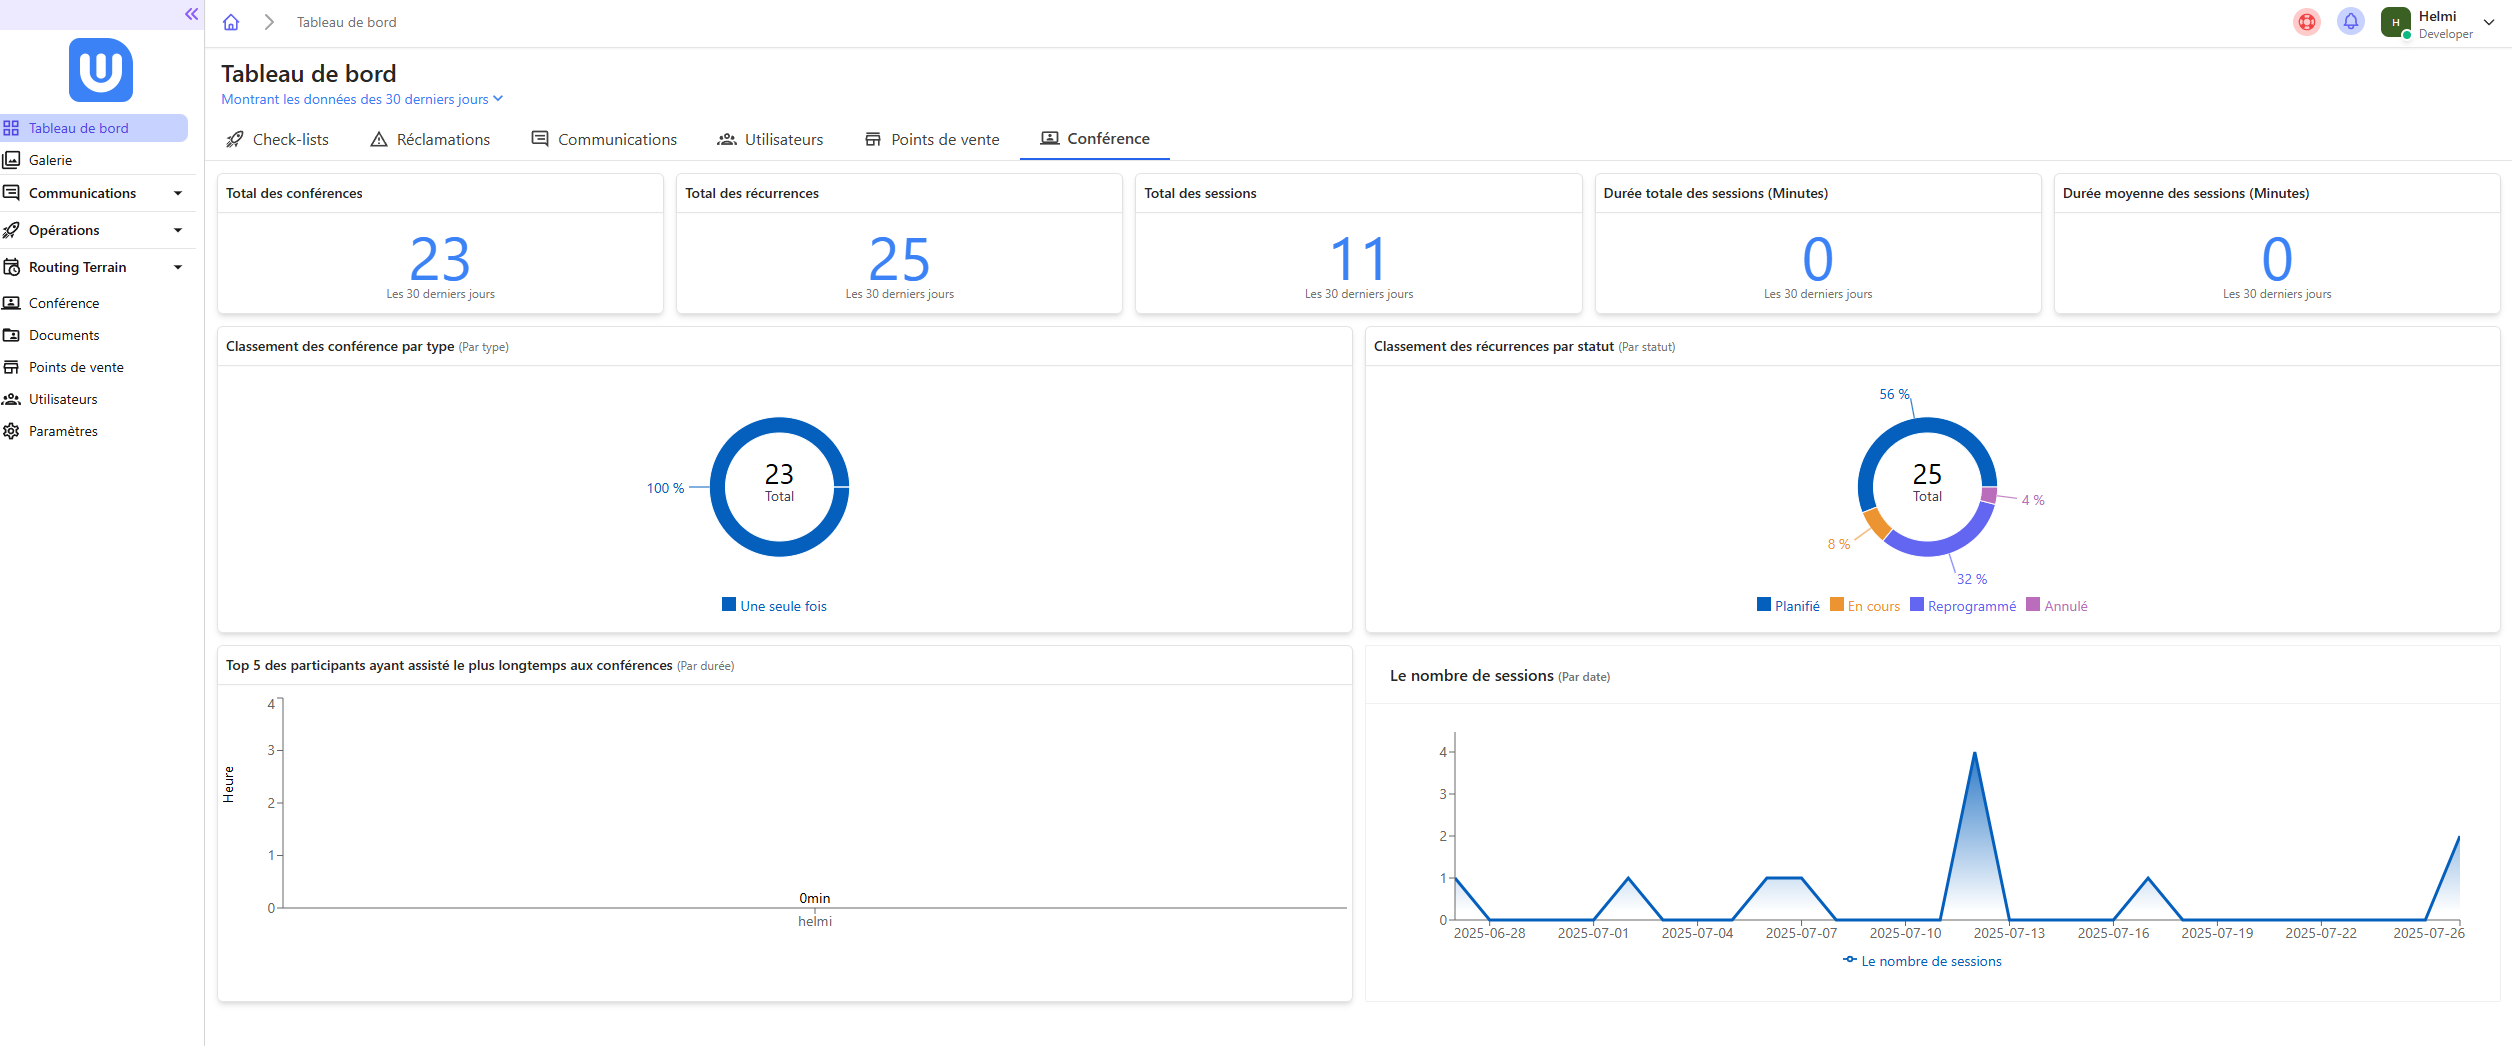 Tableau de bord
Helmi
Developer
H
Tableau de bord
Galerie
Communications
Opérations
Routing Terrain
Conférence
Documents
Points de vente
Utilisateurs
Paramètres
Tableau de bord
Montrant les données des 30 derniers jours
Check-lists
Réclamations
Communications
Utilisateurs
Points de vente
Conférence
Total des conférences
23
Les 30 derniers jours
Total des récurrences
25
Les 30 derniers jours
Total des sessions
11
Les 30 derniers jours
Durée totale des sessions (Minutes)
0
Les 30 derniers jours
Durée moyenne des sessions (Minutes)
0
Les 30 derniers jours
Classement des conférence par type (Par type)
100 %
23
Total
Une seule fois
Classement des récurrences par statut (Par statut)
56 %
25
Total
4 %
8 %
32 %
Planifié En cours Reprogrammé Annulé
Top 5 des participants ayant assisté le plus longtemps aux conférences (Par durée)
Heure
4
3
2
1
0
0min
helmi
Le nombre de sessions (Par date)
4
3
2
1
0
2025-06-28 2025-07-01 2025-07-04 2025-07-07 2025-07-10 2025-07-13 2025-07-16 2025-07-19 2025-07-22 2025-07-26
Le nombre de sessions